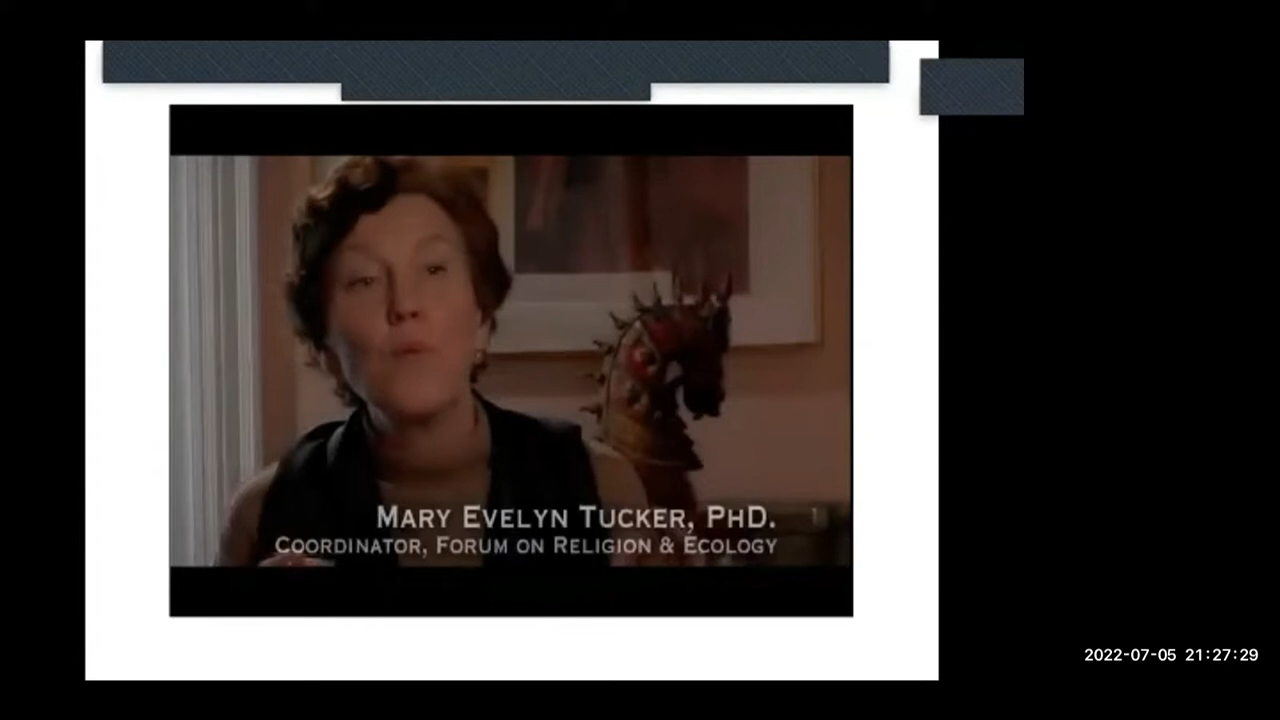 MARY EVELYN TUCKER, PHD.
COORDINATOR, FORUM ON RELIGION & ECOLOGY
2022-07-05 21:27:29